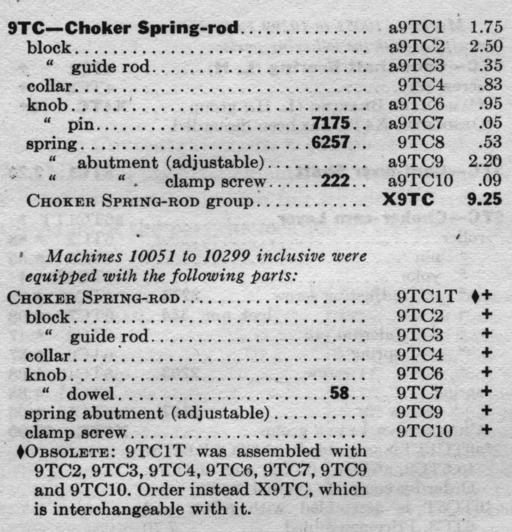 9TC—Choker Spring-rod................ a9TC1 1.75
block................................ a9TC2 2.50
“ guide rod.......................... a9TC3 .35
collar............................... 9TC4 .83
knob................................. a9TC6 .95
“ pin.....................7175.. a9TC7 .05
spring......................6257.. 9TC8 .53
“ abutment (adjustable)............. a9TC9 2.20
“ “ clamp screw......222.. a9TC10 .09
CHOKER SPRING-ROD group............. X9TC 9.25
Machines 10051 to 10299 inclusive were
equipped with the following parts:
CHOKER SPRING-ROD.................... 9TC1T ♦+
block................................ 9TC2 +
“ guide rod.......................... 9TC3 +
collar............................... 9TC4 +
knob................................. 9TC6 +
“ dowel.....................58.. 9TC7 +
spring abutment (adjustable)......... 9TC9 +
clamp screw.......................... 9TC10 +
♦OBSOLETE: 9TC1T was assembled with
9TC2, 9TC3, 9TC4, 9TC6, 9TC7, 9TC9
and 9TC10. Order instead X9TC, which
is interchangeable with it.